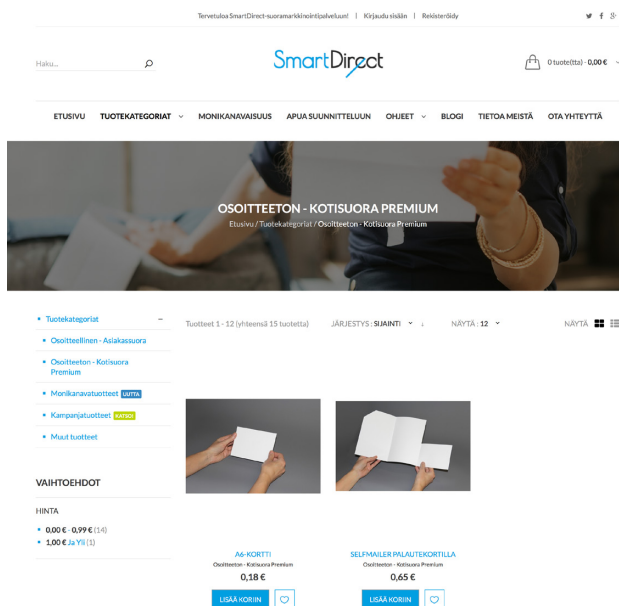 Tervetuloa SmartDirect-suoramarkkinointipalveluun! | Kirjaudu sisään | Rekisteröidy
Haku...
SmartDirect
0 tuote(tta) - 0,00 €
ETUSIVU TUOTEKATEGORIAT MONIKANAVAISUUS APUA SUUNNITTELUUN OHJEET BLOGI TIETOA MEISTÄ OTA YHTEYTTÄ
OSOITTEETON - KOTISUORA PREMIUM
Etusivu / Tuotekategoriat / Osoitteeton - Kotisuora Premium
Tuotekategoriat
Osoitteellinen - Asiakassuora
Osoitteeton - Kotisuora
Premium
Monikanavatuotteet UUTTA
Kampanjatuotteet KATSO!
Muut tuotteet
VAIHTOEHDOT
HINTA
0,00 € - 0,99 € (14)
1,00 € Ja Yli (1)
Tuotteet 1 - 12 (yhteensä 15 tuotetta) JÄRJESTYS : SIJAINTI NÄYTÄ : 12 NÄYTÄ
A6-KORTTI
Osoitteeton - Kotisuora Premium
0,18 €
LISÄÄ KORIIN
SELFMAILER PALAUTEKORTILLA
Osoitteeton - Kotisuora Premium
0,65 €
LISÄÄ KORIIN